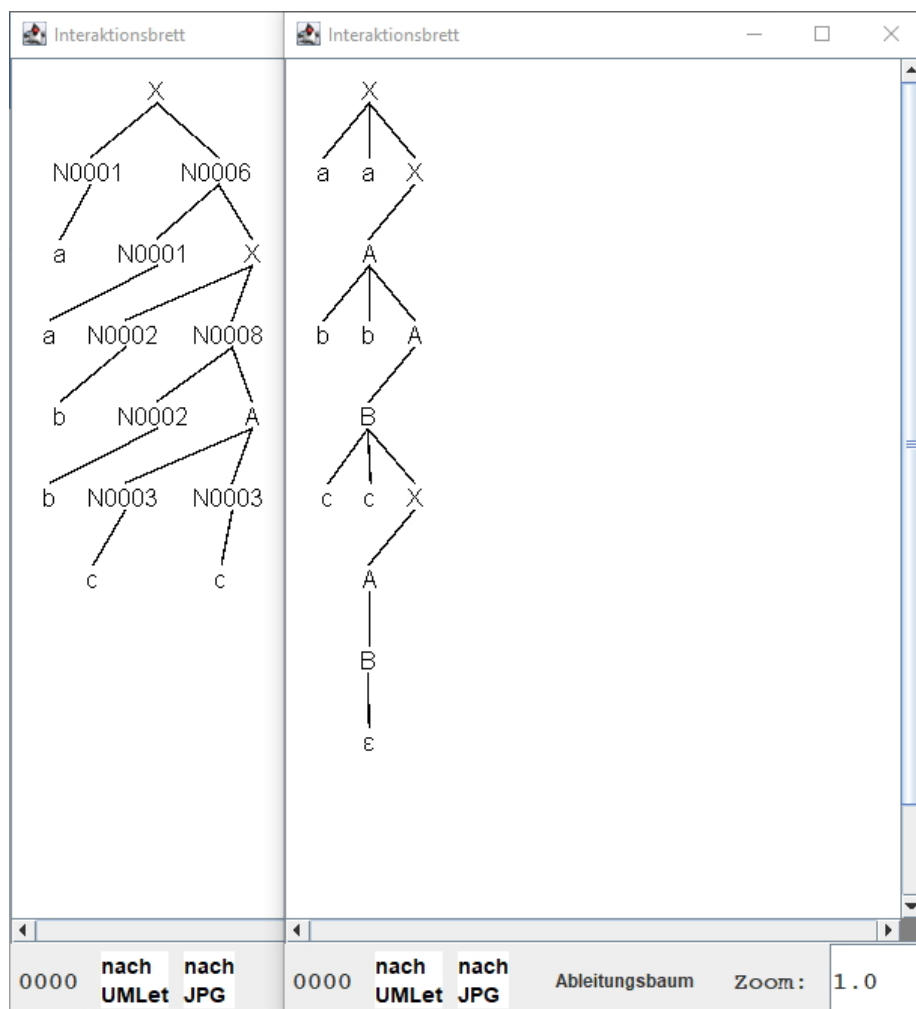 Interaktionsbrett
X
N0001 N0006
a N0001 X
a N0002 N0008
b N0002 A
b N0003 N0003
c c
0000 nach UMLet nach JPG
Interaktionsbrett
X
a a X
A
b b A
B
c c X
A
B
ε
0000 nach UMLet nach JPG Ableitungsbaum Zoom: 1.0